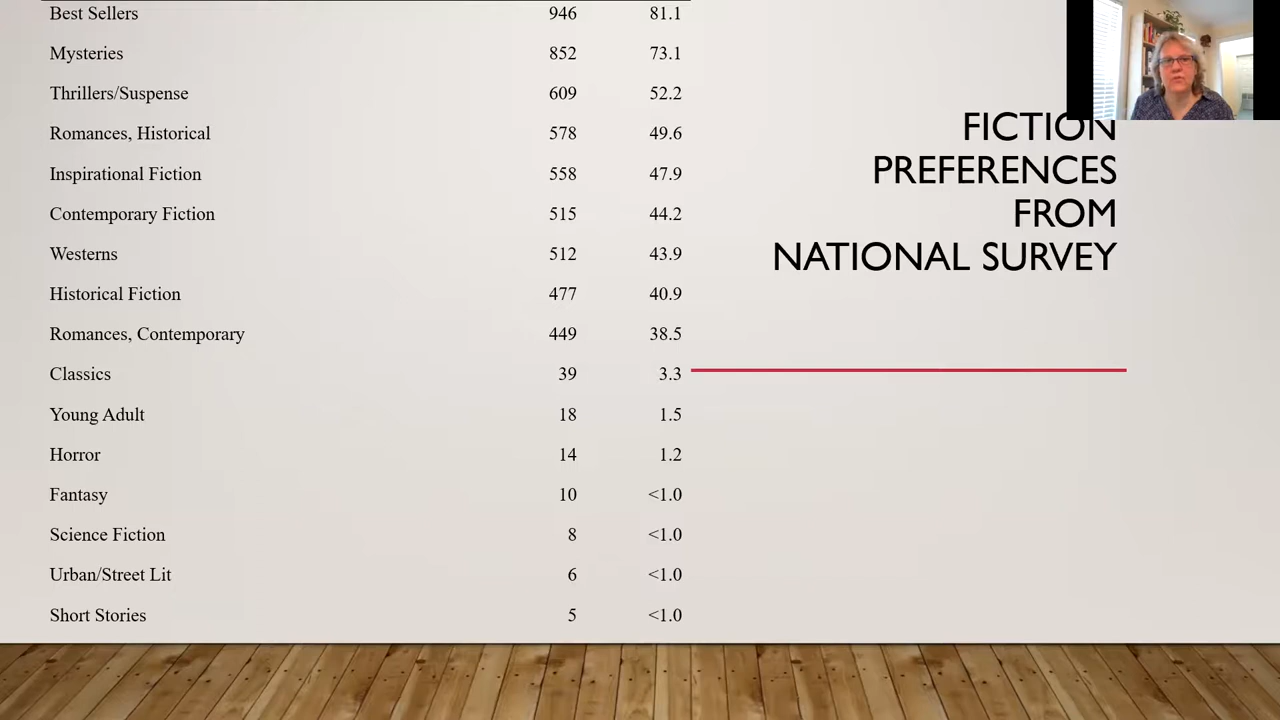 Best Sellers 946 81.1
Mysteries 852 73.1
Thrillers/Suspense 609 52.2
Romances, Historical 578 49.6
Inspirational Fiction 558 47.9
Contemporary Fiction 515 44.2
Westerns 512 43.9
Historical Fiction 477 40.9
Romances, Contemporary 449 38.5
Classics 39 3.3
Young Adult 18 1.5
Horror 14 1.2
Fantasy 10 <1.0
Science Fiction 8 <1.0
Urban/Street Lit 6 <1.0
Short Stories 5 <1.0
FICTION
PREFERENCES
FROM
NATIONAL SURVEY